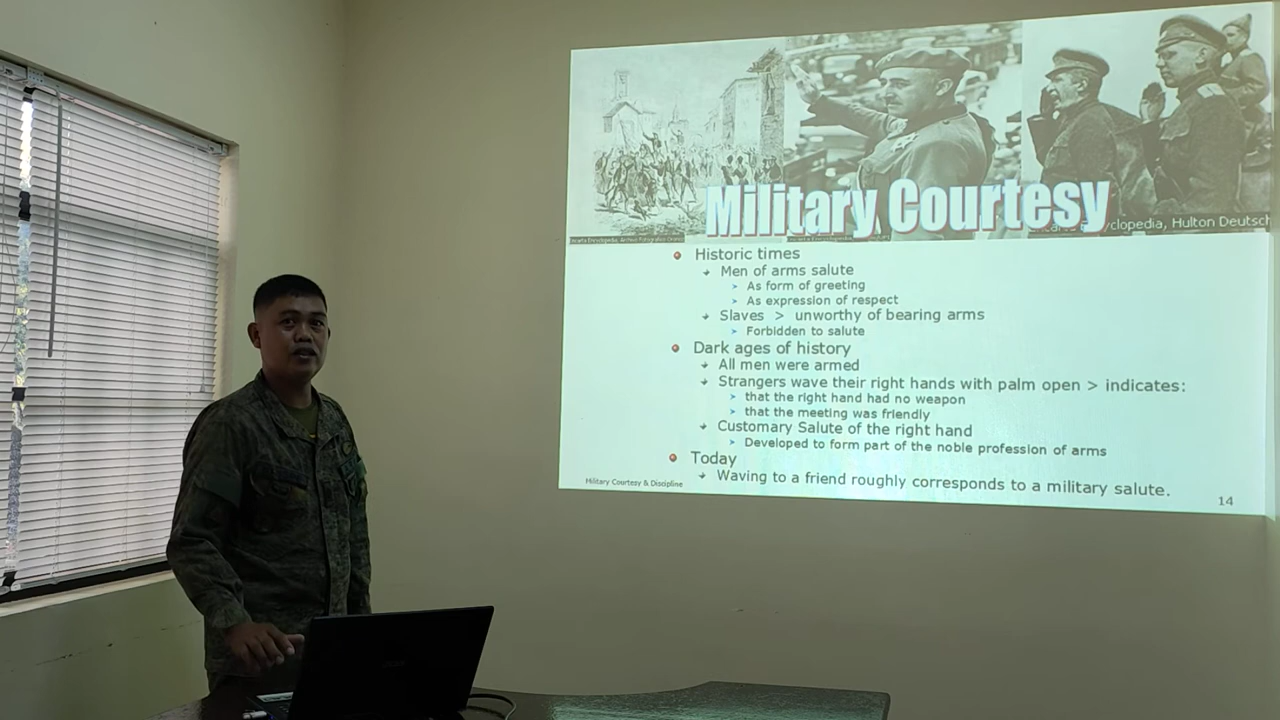 Military Courtesy
clopedia, Hulton Deutsch
Historic times
Men of arms salute
As form of greeting
As expression of respect
Slaves > unworthy of bearing arms
Forbidden to salute
Dark ages of history
All men were armed
Strangers wave their right hands with palm open > indicates:
that the right hand had no weapon
that the meeting was friendly
Customary Salute of the right hand
Developed to form part of the noble profession of arms
Today
Waving to a friend roughly corresponds to a military salute.
Military Courtesy & Discipline
14